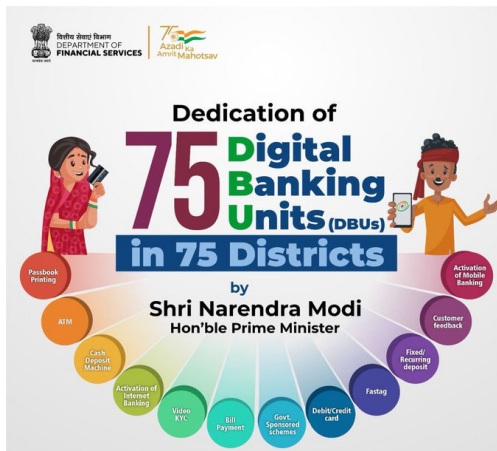 वित्तीय सेवाएं विभाग
DEPARTMENT OF
FINANCIAL SERVICES
75
Azadi Ka
Amrit Mahotsav
Dedication of
75 Digital
Banking
Units (DBUs)
in 75 Districts
by
Shri Narendra Modi
Hon'ble Prime Minister
Passbook
Printing
ATM
Cash
Deposit
Machine
Activation of
Internet
Banking
Video
KYC
Bill
Payment
Govt.
Sponsored
schemes
Debit/Credit
card
Fastag
Fixed/
Recurring
deposit
Customer
feedback
Activation
of Mobile
Banking